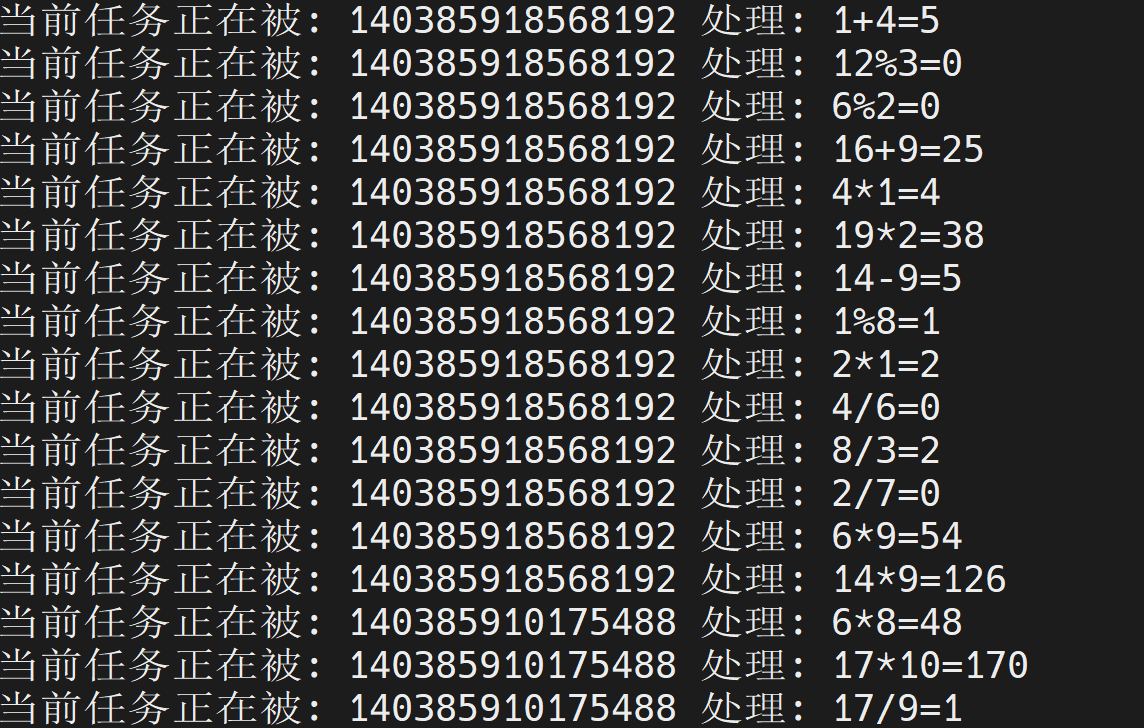 当前任务正在被: 140385918568192 处理: 1+4=5
当前任务正在被: 140385918568192 处理: 12%3=0
当前任务正在被: 140385918568192 处理: 6%2=0
当前任务正在被: 140385918568192 处理: 16+9=25
当前任务正在被: 140385918568192 处理: 4*1=4
当前任务正在被: 140385918568192 处理: 19*2=38
当前任务正在被: 140385918568192 处理: 14-9=5
当前任务正在被: 140385918568192 处理: 1%8=1
当前任务正在被: 140385918568192 处理: 2*1=2
当前任务正在被: 140385918568192 处理: 4/6=0
当前任务正在被: 140385918568192 处理: 8/3=2
当前任务正在被: 140385918568192 处理: 2/7=0
当前任务正在被: 140385918568192 处理: 6*9=54
当前任务正在被: 140385918568192 处理: 14*9=126
当前任务正在被: 140385910175488 处理: 6*8=48
当前任务正在被: 140385910175488 处理: 17*10=170
当前任务正在被: 140385910175488 处理: 17/9=1